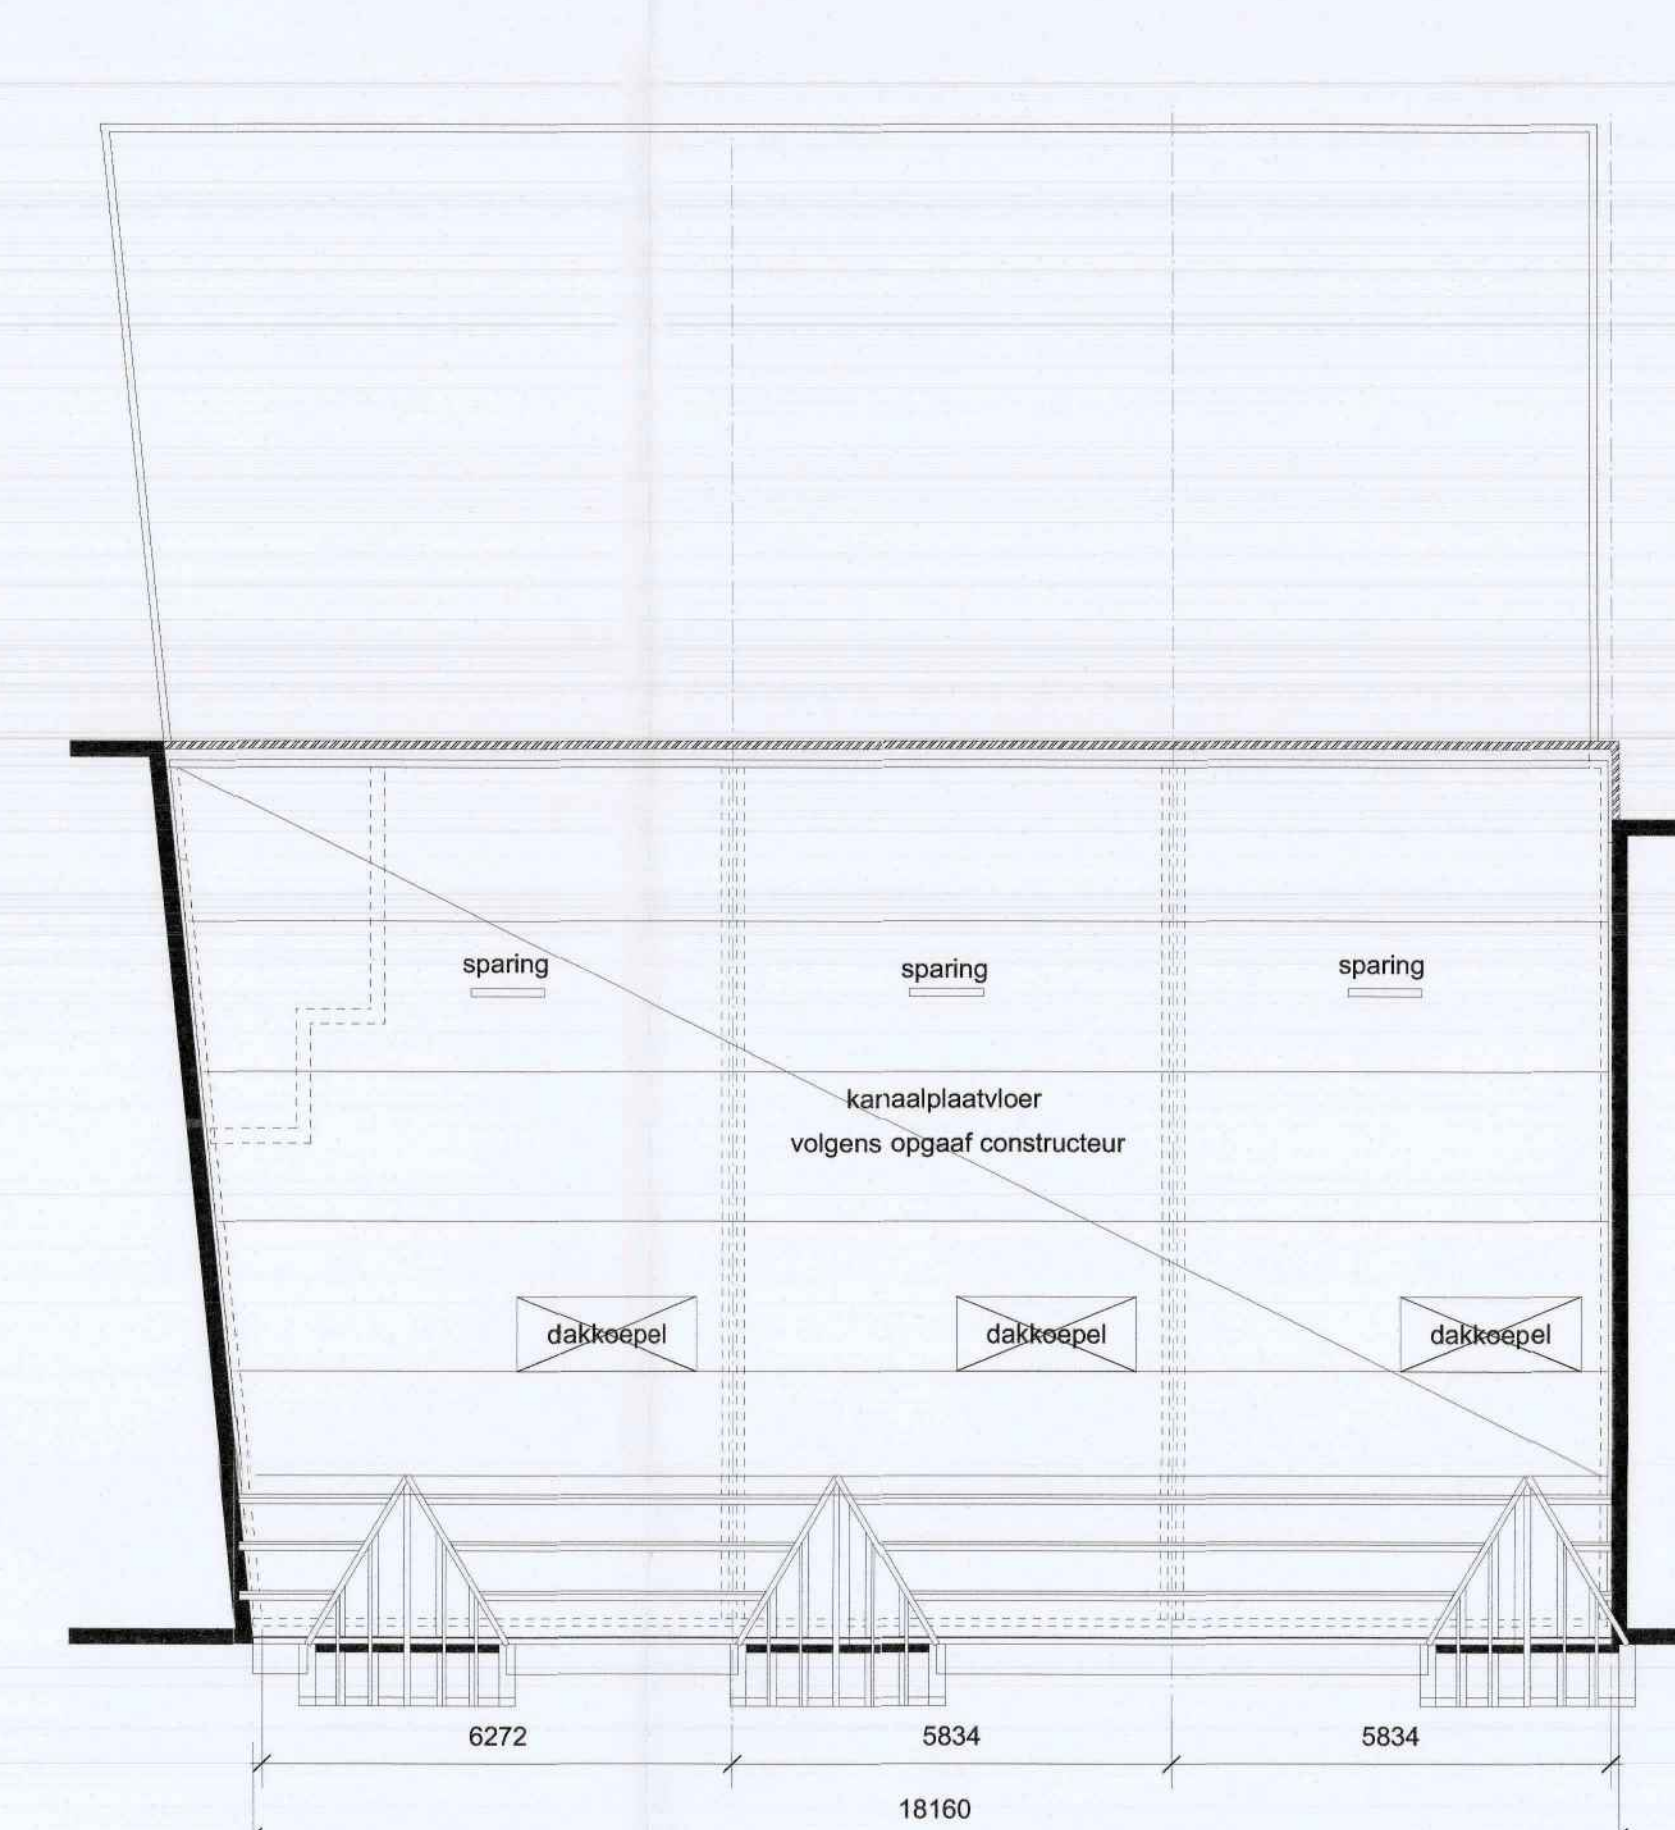 sparing
sparing
sparing
kanaalplaatvloer
volgens opgaaf constructeur
dakkoepel
dakkoepel
dakkoepel
6272
5834
5834
18160